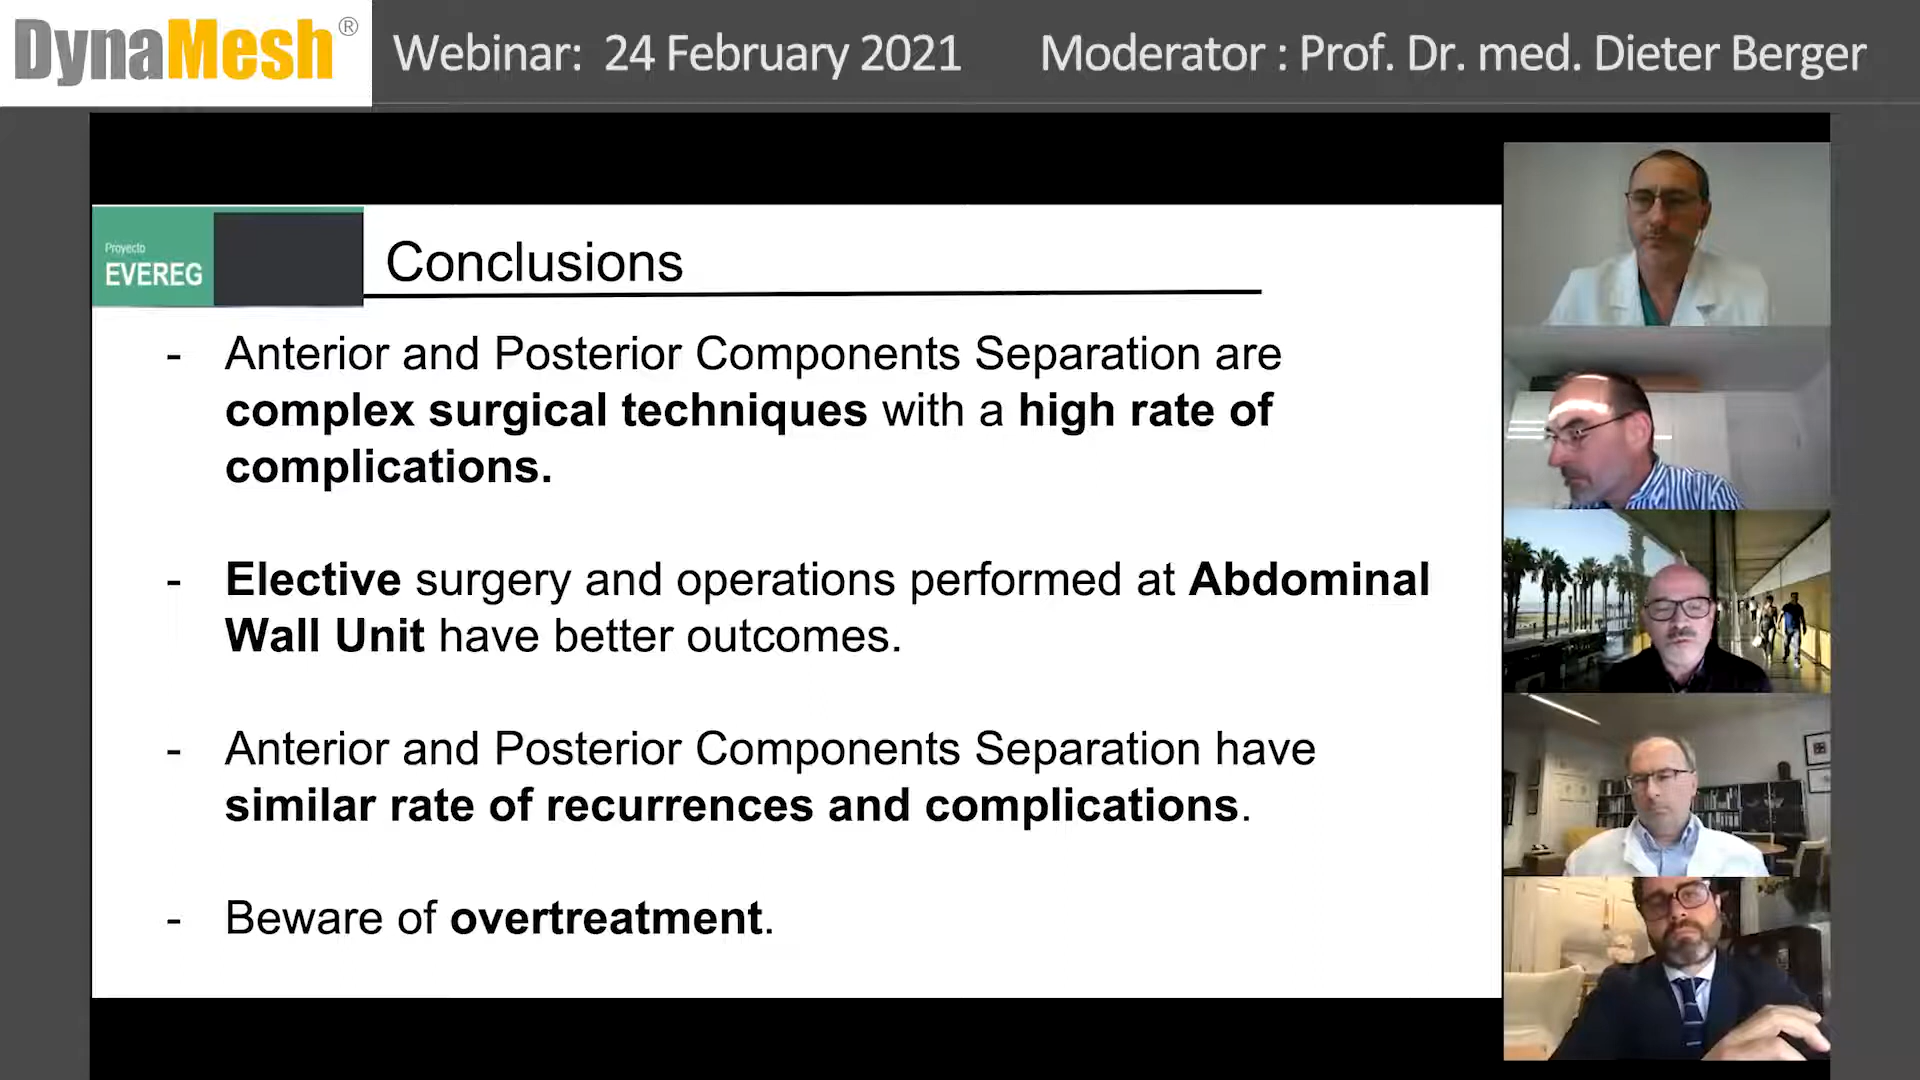 DynaMesh®
Webinar: 24 February 2021 Moderator : Prof. Dr. med. Dieter Berger
Proyecto
EVEREG
Conclusions
- Anterior and Posterior Components Separation are
complex surgical techniques with a high rate of
complications.
- Elective surgery and operations performed at Abdominal
Wall Unit have better outcomes.
- Anterior and Posterior Components Separation have
similar rate of recurrences and complications.
- Beware of overtreatment.